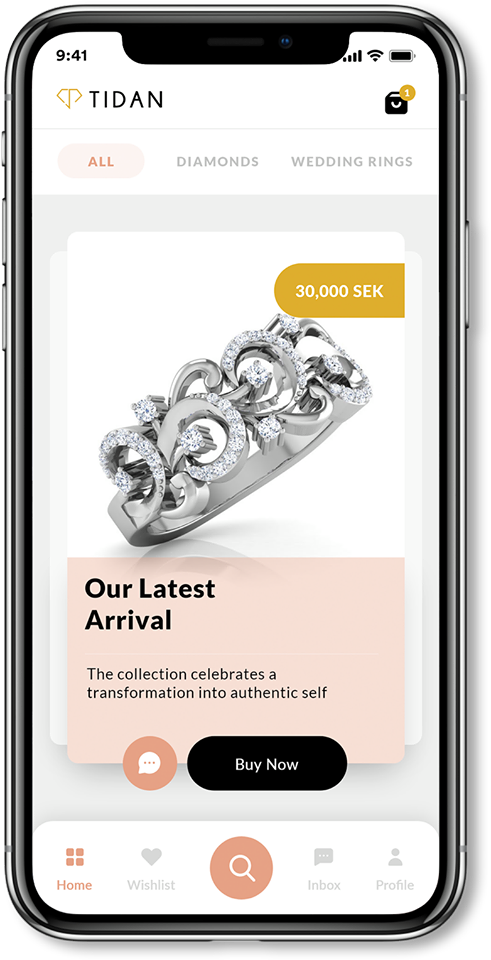 9:41
TIDAN
1
ALL DIAMONDS WEDDING RINGS
30,000 SEK
Our Latest
Arrival
The collection celebrates a
transformation into authentic self
Buy Now
Home Wishlist Inbox Profile